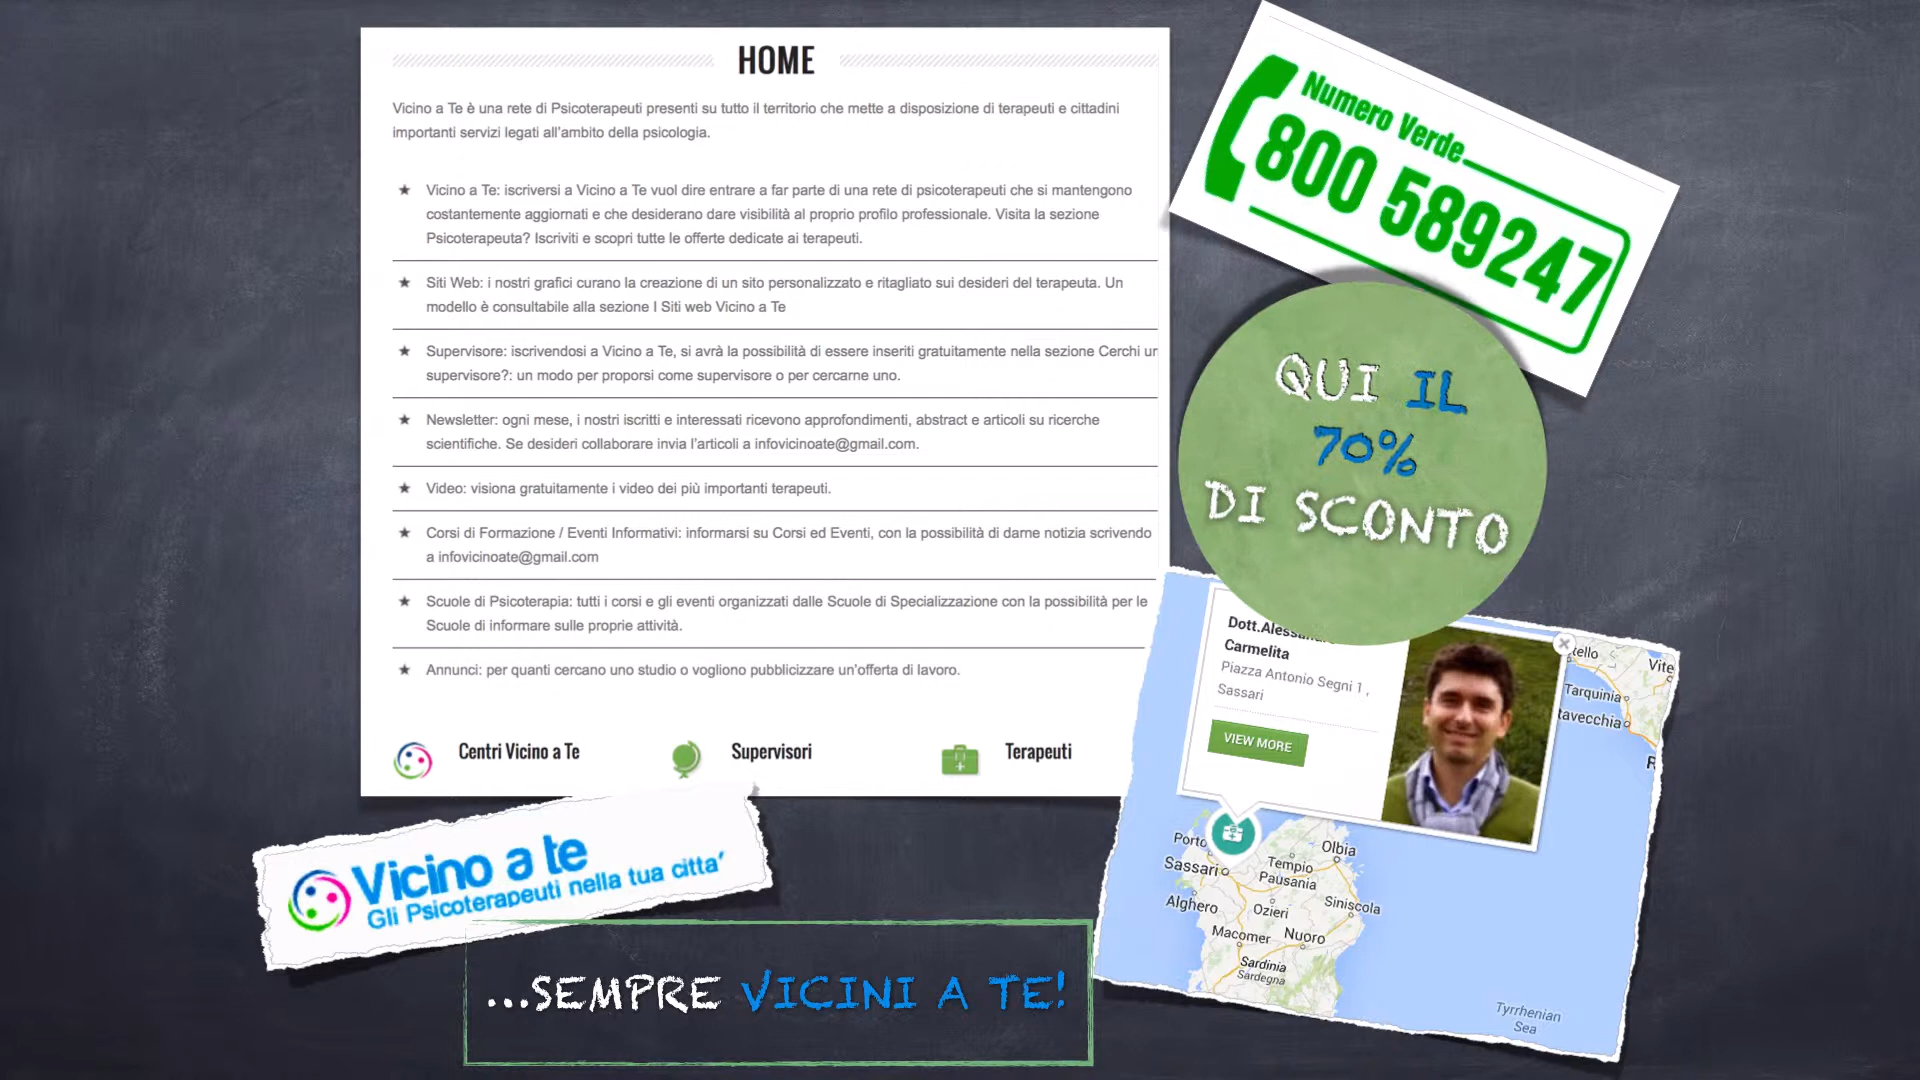 HOME
Vicino a Te è una rete di Psicoterapeuti presenti su tutto il territorio che mette a disposizione di terapeuti e cittadini
importanti servizi legati all'ambito della psicologia.
★ Vicino a Te: iscriversi a Vicino a Te vuol dire entrare a far parte di una rete di psicoterapeuti che si mantengono
costantemente aggiornati e che desiderano dare visibilità al proprio profilo professionale. Visita la sezione
Psicoterapeuta? Iscriviti e scopri tutte le offerte dedicate ai terapeuti.
★ Siti Web: i nostri grafici curano la creazione di un sito personalizzato e ritagliato sui desideri del terapeuta. Un
modello è consultabile alla sezione I Siti web Vicino a Te
★ Supervisore: iscrivendosi a Vicino a Te, si avrà la possibilità di essere inseriti gratuitamente nella sezione Cerchi
supervisore?: un modo per proporsi come supervisore o per cercarne uno.
★ Newsletter: ogni mese, i nostri iscritti e interessati ricevono approfondimenti, abstract e articoli su ricerche
scientifiche. Se desideri collaborare invia l'articoli a infovicinoate@gmail.com.
★ Video: visiona gratuitamente i video dei più importanti terapeuti.
★ Corsi di Formazione / Eventi Informativi: informarsi su Corsi ed Eventi, con la possibilità di darne notizia scrivendo
a infovicinoate@gmail.com
★ Scuole di Psicoterapia: tutti i corsi e gli eventi organizzati dalle Scuole di Specializzazione con la possibilità per le
Scuole di informare sulle proprie attività.
★ Annunci: per quanti cercano uno studio o vogliono pubblicizzare un'offerta di lavoro.
Centri Vicino a Te
Supervisori
Terapeuti
Numero Verde
800 589247
QUI IL
70%
DI SCONTO
Carmelita
Piazza Antonio Segni 1 ,
Sassari
VIEW MORE
Tarquinia
Porto
Sassari
Alghero
Olbia
Tempio
Pausania
Ozieri
Siniscola
Macomer
Nuoro
Sardinia
Sardegna
Tyrrhenian
Sea
Vicino a te
Gli Psicoterapeuti nella tua citta'
...SEMPRE VICINI A TE!